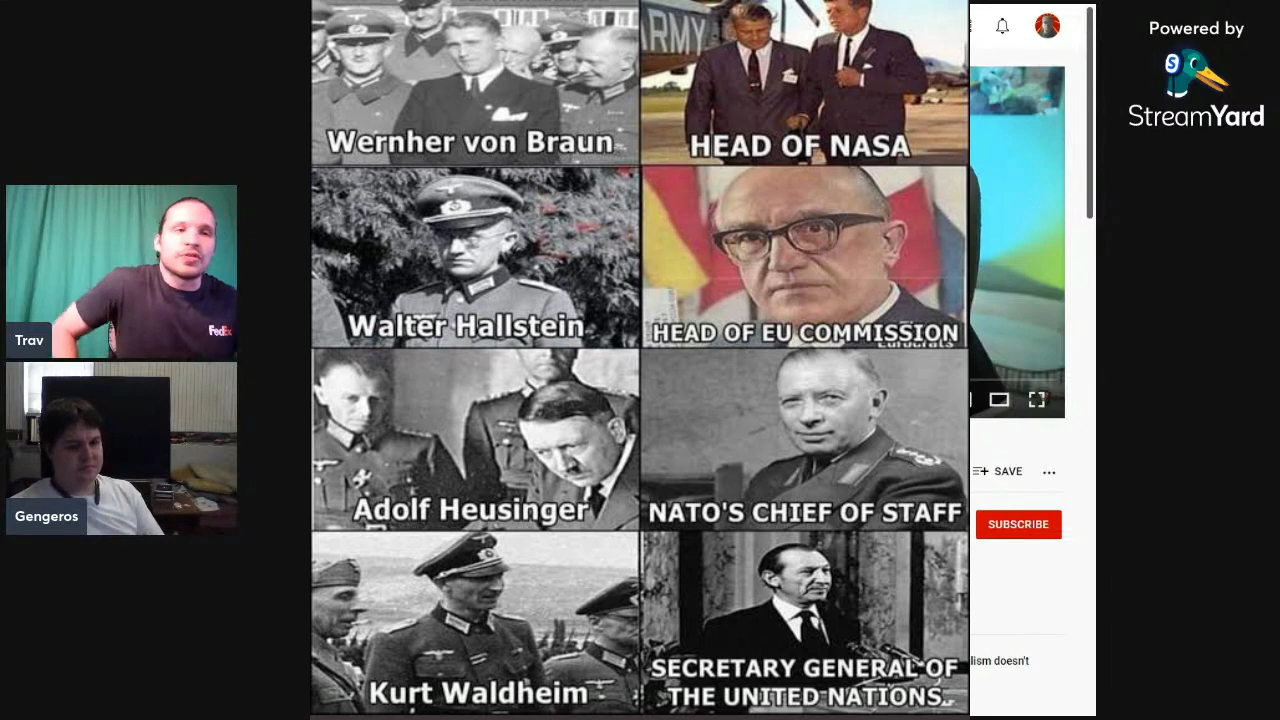 Powered by
StreamYard
ARMY
Wernher von Braun
HEAD OF NASA
Walter Hallstein
HEAD OF EU COMMISSION
Eurocrats
Adolf Heusinger
NATO'S CHIEF OF STAFF
Kurt Waldheim
SECRETARY GENERAL OF
THE UNITED NATIONS
Trav
FedEx
Gengeros
SAVE
SUBSCRIBE
lism doesn't